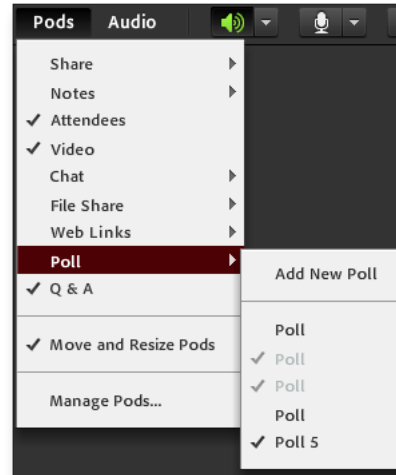 Pods Audio
Share
Notes
Attendees
Video
Chat
File Share
Web Links
Poll
Q & A
Move and Resize Pods
Manage Pods...
Add New Poll
Poll
Poll
Poll
Poll
Poll 5